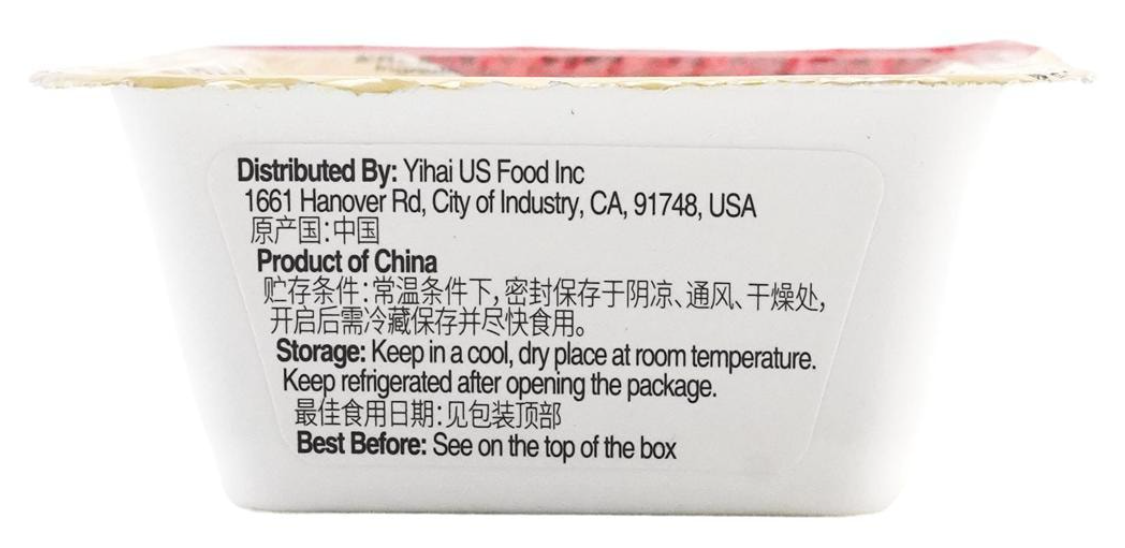 Distributed By: Yihai US Food Inc
1661 Hanover Rd, City of Industry, CA, 91748, USA
原产国:中国
Product of China
贮存条件:常温条件下,密封保存于阴凉、通风、干燥处,
开启后需冷藏保存并尽快食用。
Storage: Keep in a cool, dry place at room temperature.
Keep refrigerated after opening the package.
最佳食用日期:见包装顶部
Best Before: See on the top of the box